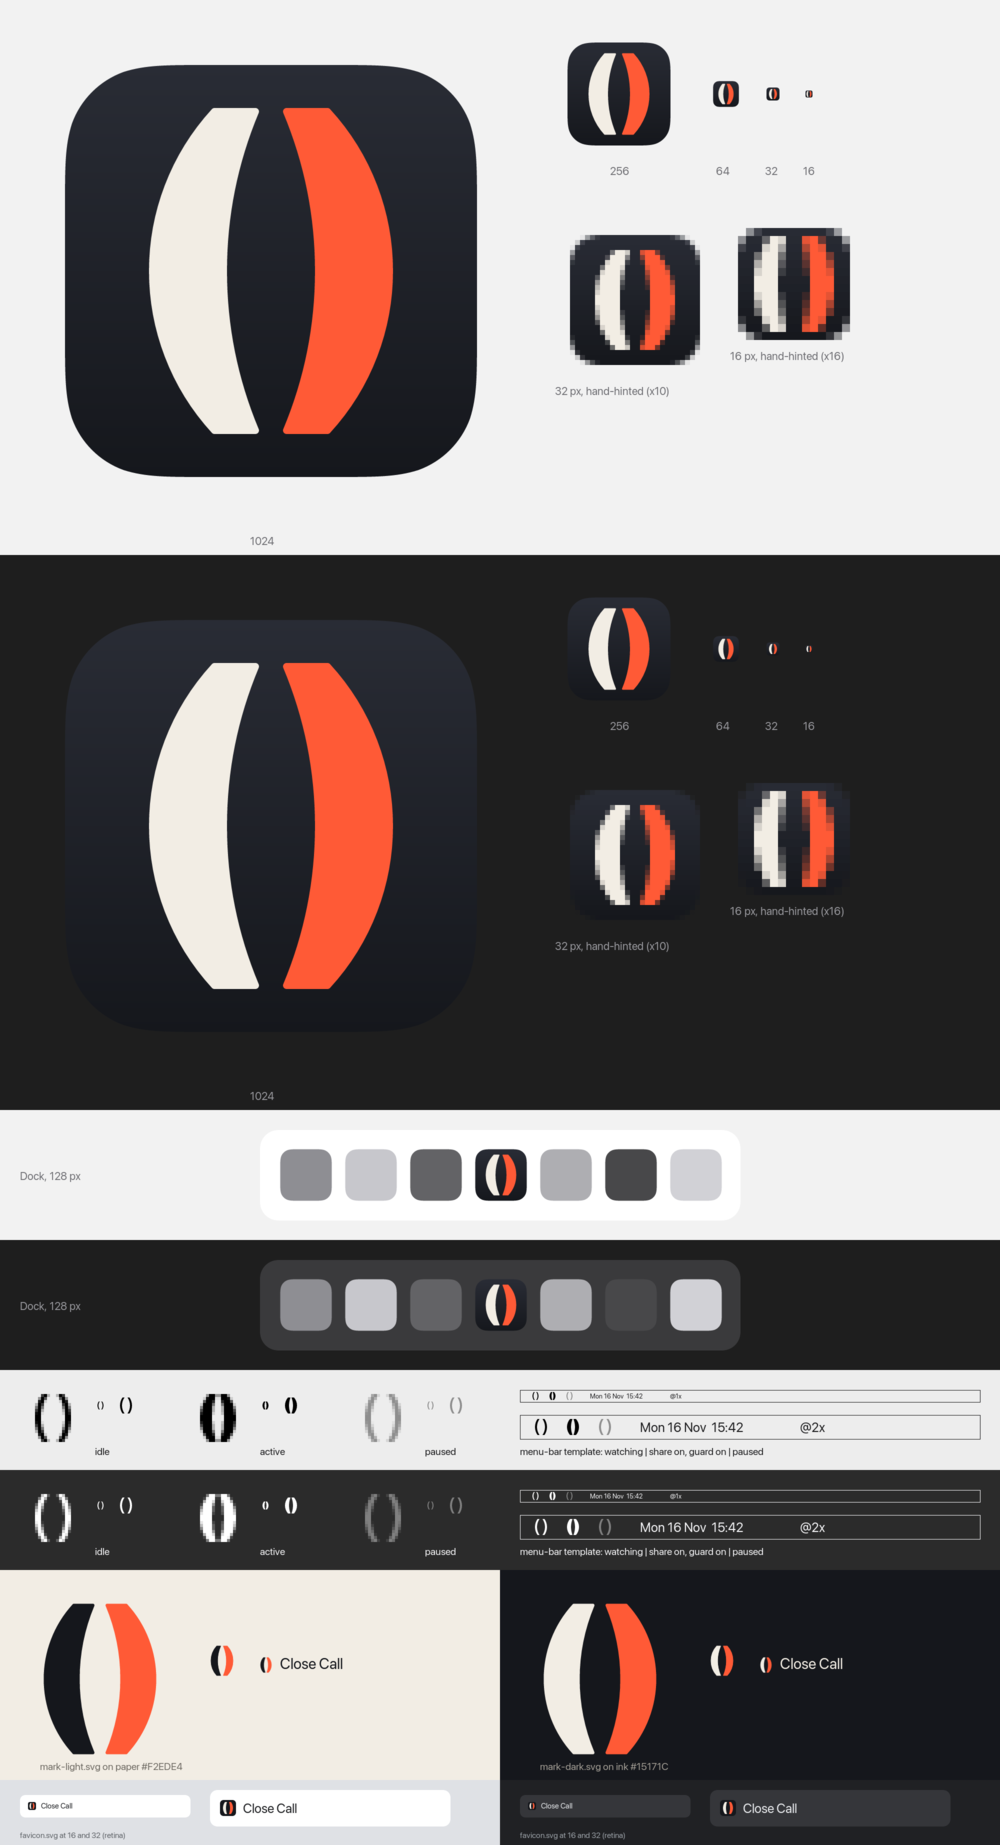 256
64
32
16
16 px, hand-hinted (x16)
32 px, hand-hinted (x10)
1024
256
64
32
16
16 px, hand-hinted (x16)
32 px, hand-hinted (x10)
1024
Dock, 128 px
Dock, 128 px
Mon 16 Nov 15:42
@1x
Mon 16 Nov 15:42
@2x
idle
active
paused
menu-bar template: watching | share on, guard on | paused
Mon 16 Nov 15:42
@1x
Mon 16 Nov 15:42
@2x
idle
active
paused
menu-bar template: watching | share on, guard on | paused
Close Call
mark-light.svg on paper #F2EDE4
Close Call
mark-dark.svg on ink #15171C
Close Call
Close Call
favicon.svg at 16 and 32 (retina)
Close Call
Close Call
favicon.svg at 16 and 32 (retina)